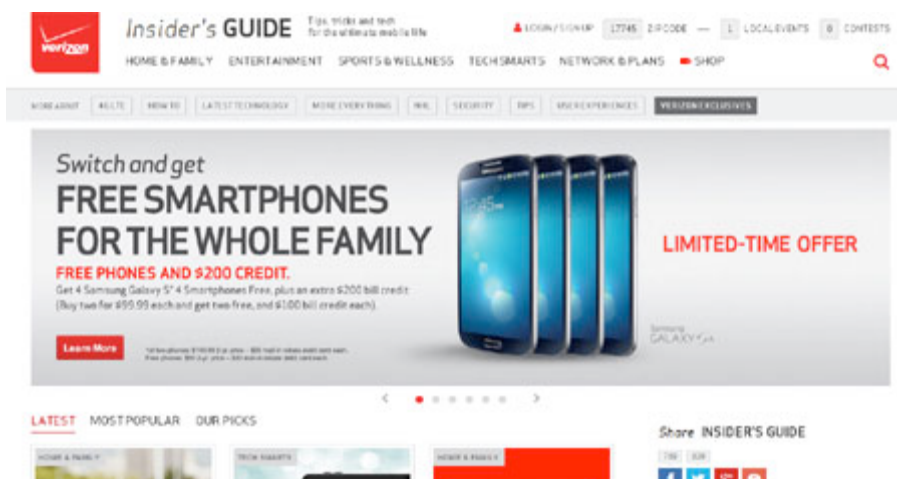 verizon
Insider's GUIDE
Tips, tricks and tech
for the ultimate mobile life
LOGIN / SIGN UP 17745 ZIP CODE — 1 LOCAL EVENTS 0 CONTESTS
HOME & FAMILY ENTERTAINMENT SPORTS & WELLNESS TECH SMARTS NETWORK & PLANS SHOP
MORE ABOUT 4G LTE HOW TO LATEST TECHNOLOGY MORE EVERYTHING NHL SECURITY TIPS USER EXPERIENCES VERIZON EXCLUSIVES
Switch and get
FREE SMARTPHONES
FOR THE WHOLE FAMILY
FREE PHONES AND $200 CREDIT.
Get 4 Samsung Galaxy S® 4 Smartphones Free, plus an extra $200 bill credit
(Buy two for $99.99 each and get two free, and $100 bill credit each).
Learn More
12:45
LIMITED-TIME OFFER
Samsung
GALAXY S4
LATEST MOST POPULAR OUR PICKS
Share INSIDER'S GUIDE
HOME & FAMILY TECH SMARTS HOME & FAMILY